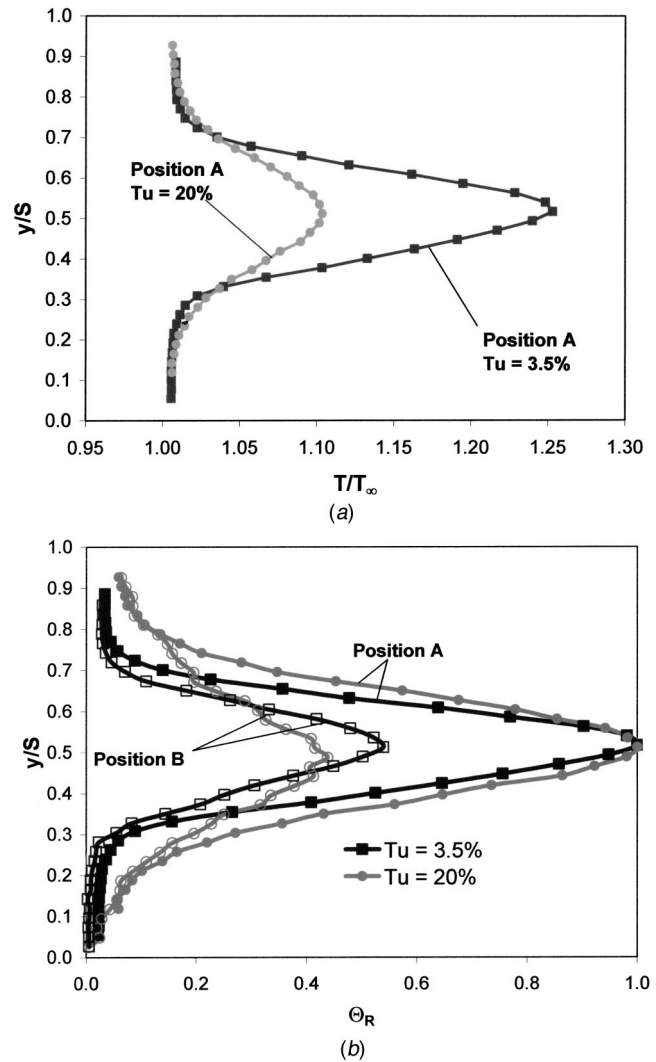 1.0
0.9
0.8
0.7
0.6
0.5
0.4
0.3
0.2
0.1
0.0
y/S
Position A
Tu = 20%
Position A
Tu = 3.5%
0.95 1.00 1.05 1.10 1.15 1.20 1.25 1.30
T/T∞
(a)
1.0
0.9
0.8
0.7
0.6
0.5
0.4
0.3
0.2
0.1
0.0
y/S
Position A
Position B
Tu = 3.5%
Tu = 20%
0.0 0.2 0.4 0.6 0.8 1.0
ΘR
(b)